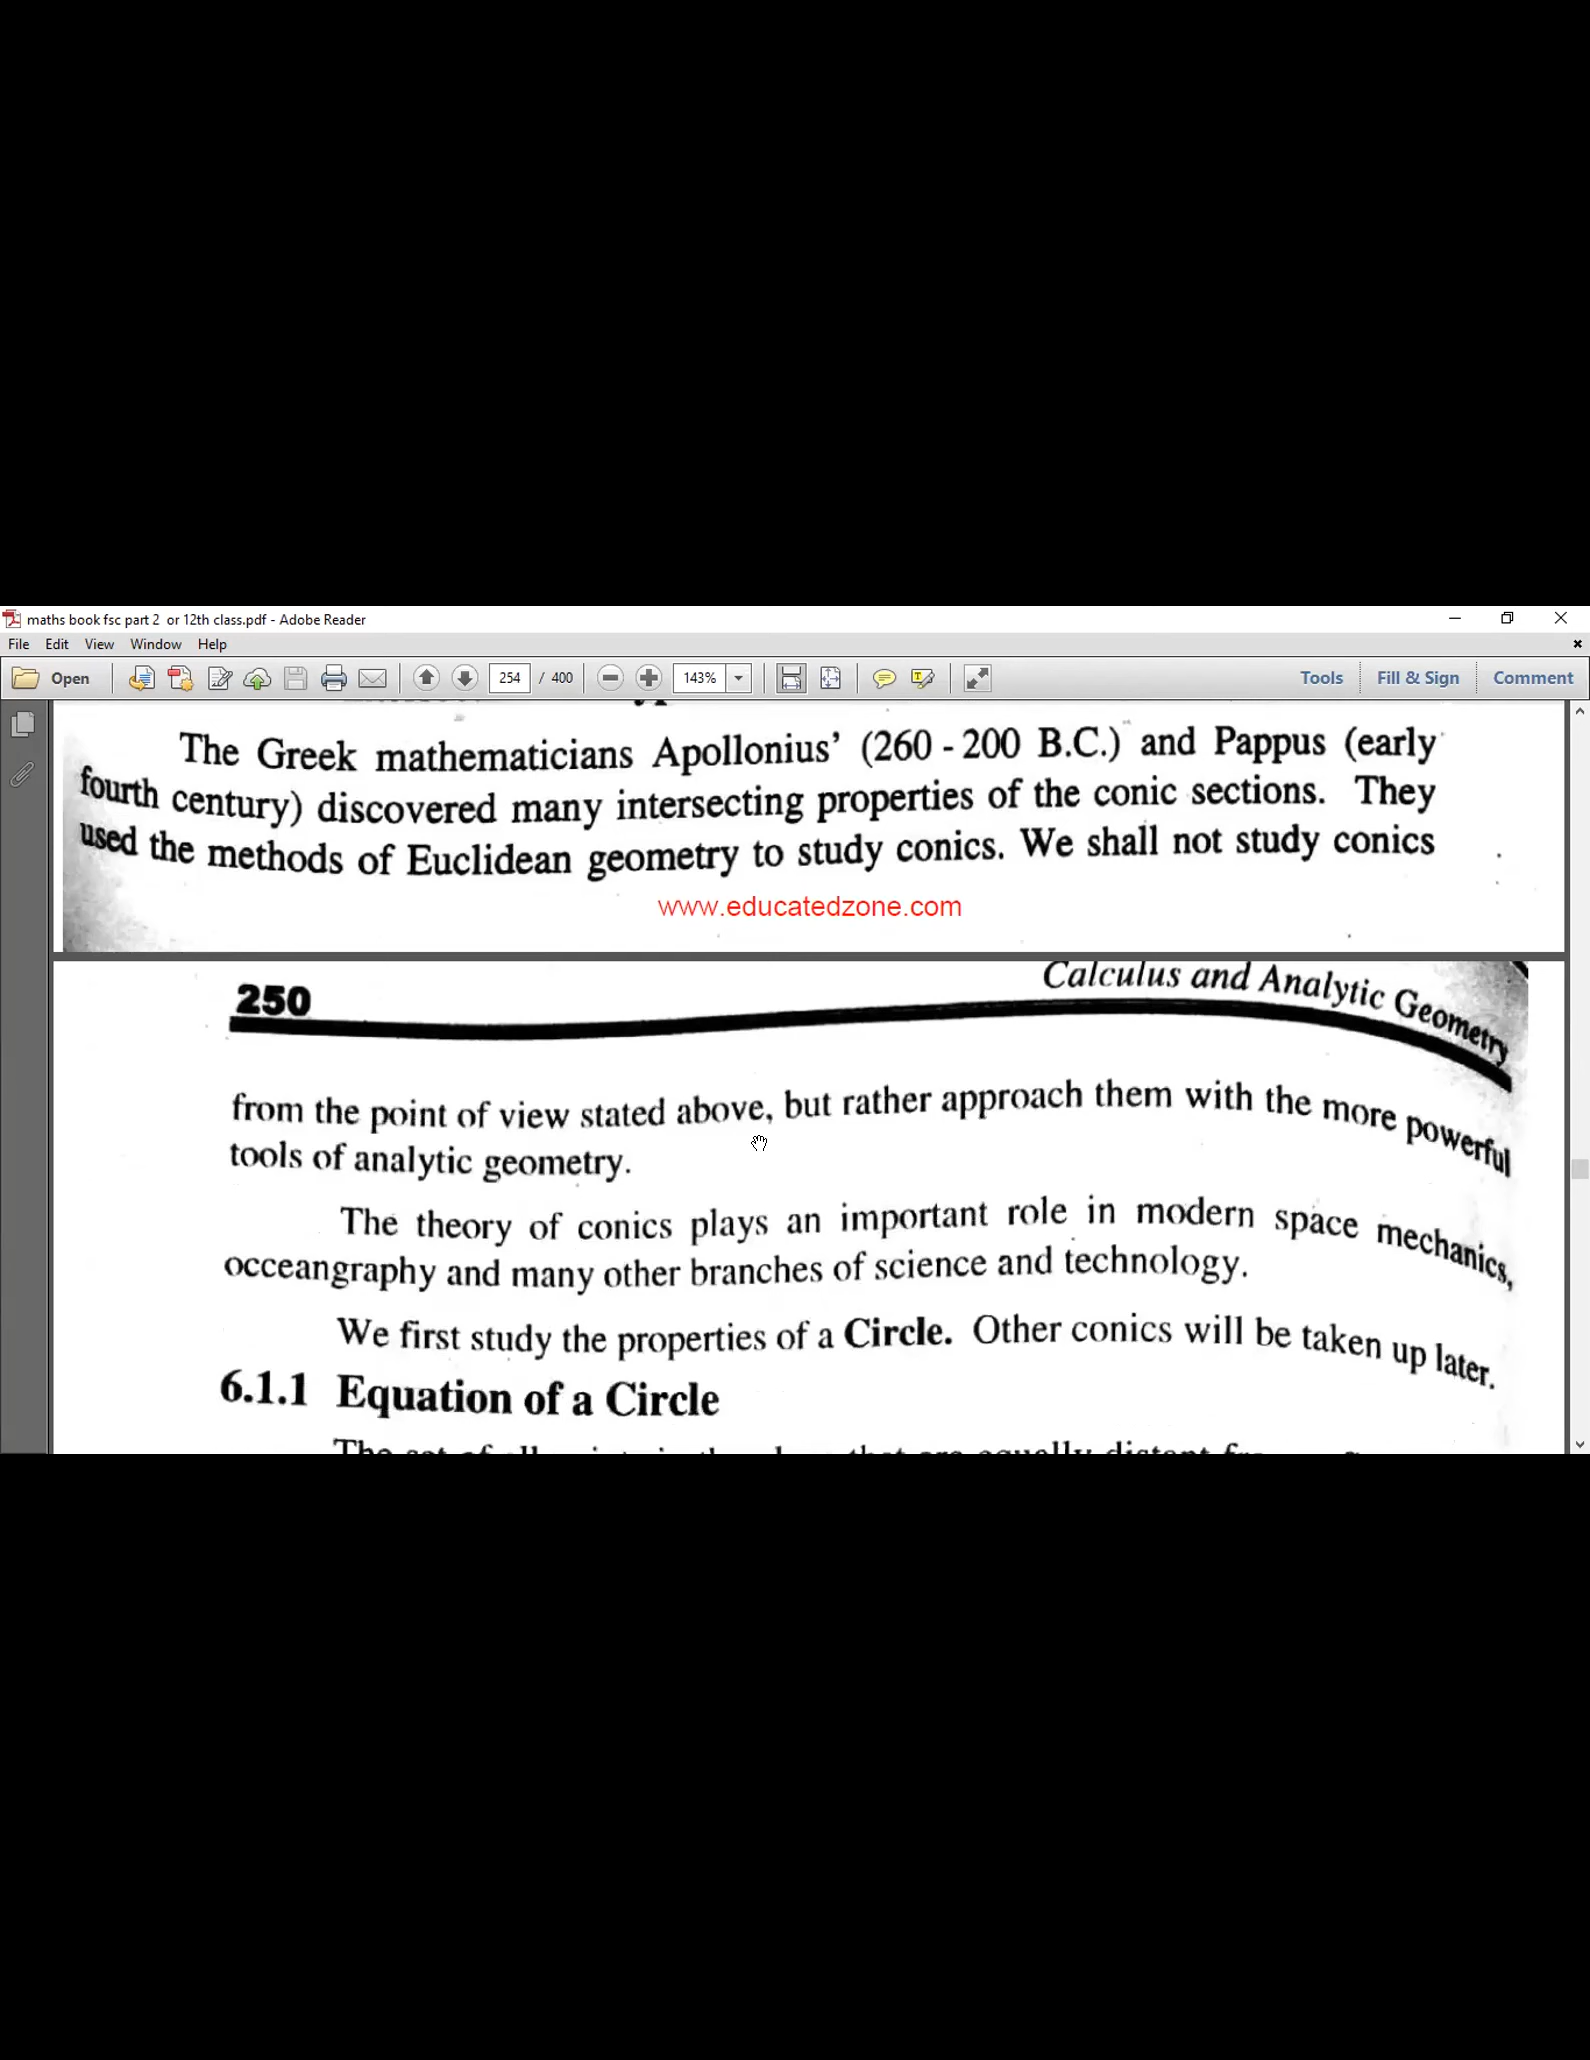 maths book fsc part 2 or 12th class.pdf - Adobe Reader
File Edit View Window Help
Open 254 / 400 143% Tools Fill & Sign Comment
The Greek mathematicians Apollonius' (260 - 200 B.C.) and Pappus (early
fourth century) discovered many intersecting properties of the conic sections. They
used the methods of Euclidean geometry to study conics. We shall not study conics
www.educatedzone.com
250 Calculus and Analytic Geometry
from the point of view stated above, but rather approach them with the more powerful
tools of analytic geometry.
The theory of conics plays an important role in modern space mechanics,
occeangraphy and many other branches of science and technology.
We first study the properties of a Circle. Other conics will be taken up later.
6.1.1 Equation of a Circle